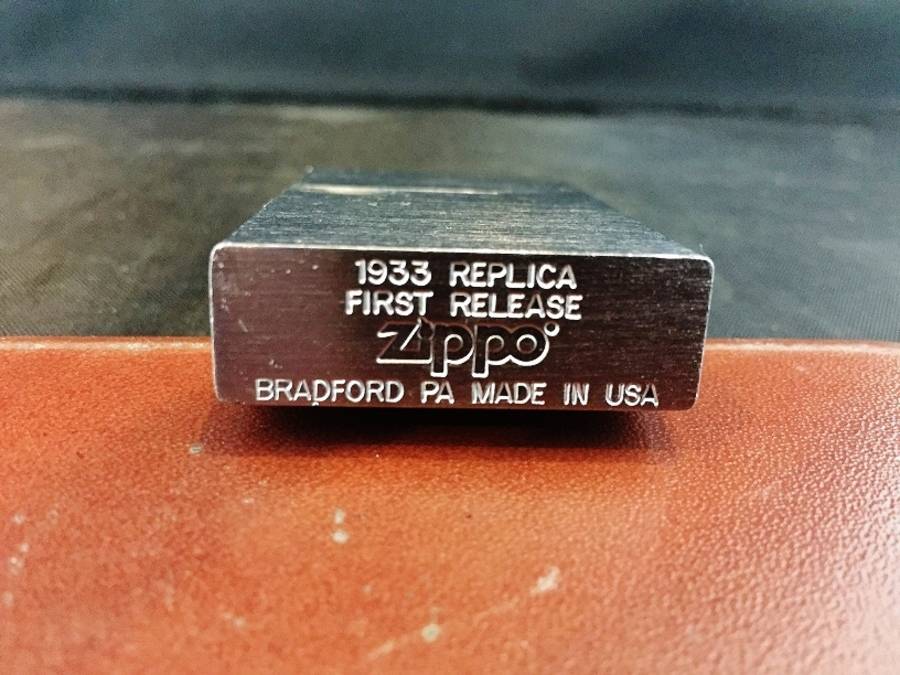 1933 REPLICA
FIRST RELEASE
Zippo
BRADFORD PA MADE IN USA